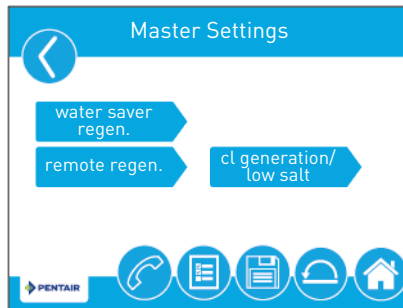 Master Settings
water saver
regen.
remote regen.
cl generation/
low salt
PENTAIR